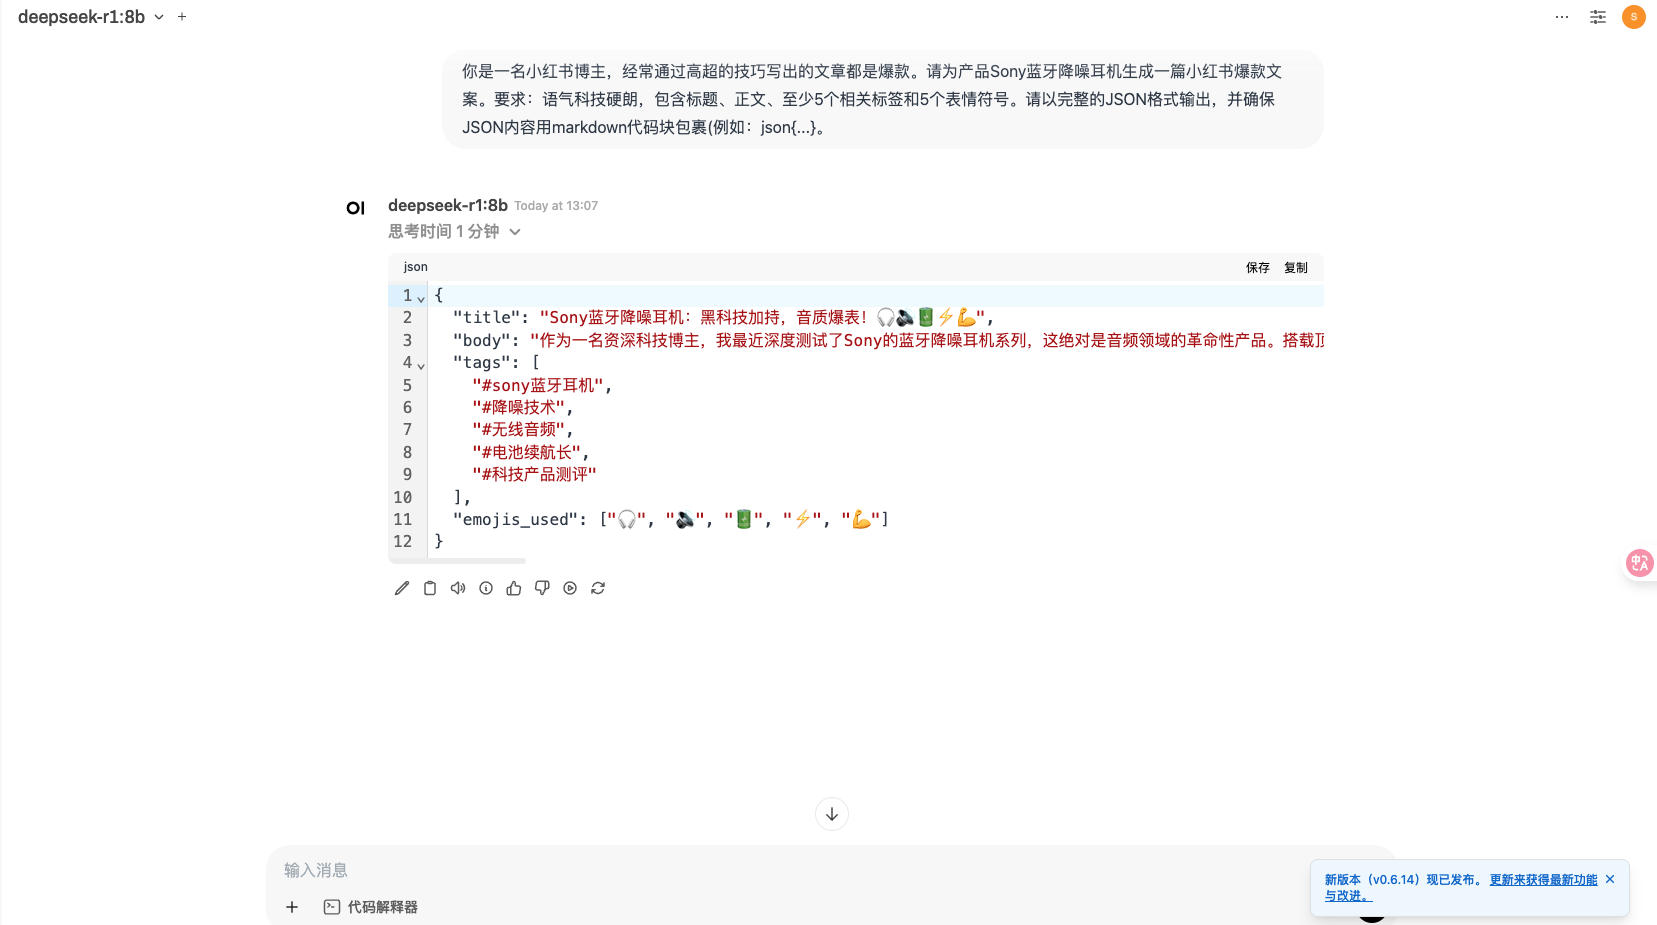 deepseek-r1:8b
S
你是一名小红书博主，经常通过高超的技巧写出的文章都是爆款。请为产品Sony蓝牙降噪耳机生成一篇小红书爆款文
案。要求：语气科技硬朗，包含标题、正文、至少5个相关标签和5个表情符号。请以完整的JSON格式输出，并确保
JSON内容用markdown代码块包裹(例如：json{...}。
OI
deepseek-r1:8b Today at 13:07
思考时间 1 分钟
json 保存 复制
1 {
2 "title": "Sony蓝牙降噪耳机：黑科技加持，音质爆表！🎧🔊🔋⚡💪",
3 "body": "作为一名资深科技博主，我最近深度测试了Sony的蓝牙降噪耳机系列，这绝对是音频领域的革命性产品。搭载顶
4 "tags": [
5 "#sony蓝牙耳机",
6 "#降噪技术",
7 "#无线音频",
8 "#电池续航长",
9 "#科技产品测评"
10 ],
11 "emojis_used": ["🎧", "🔊", "🔋", "⚡", "💪"]
12 }
输入消息
代码解释器
新版本（v0.6.14）现已发布。 更新来获得最新功能
与改进。